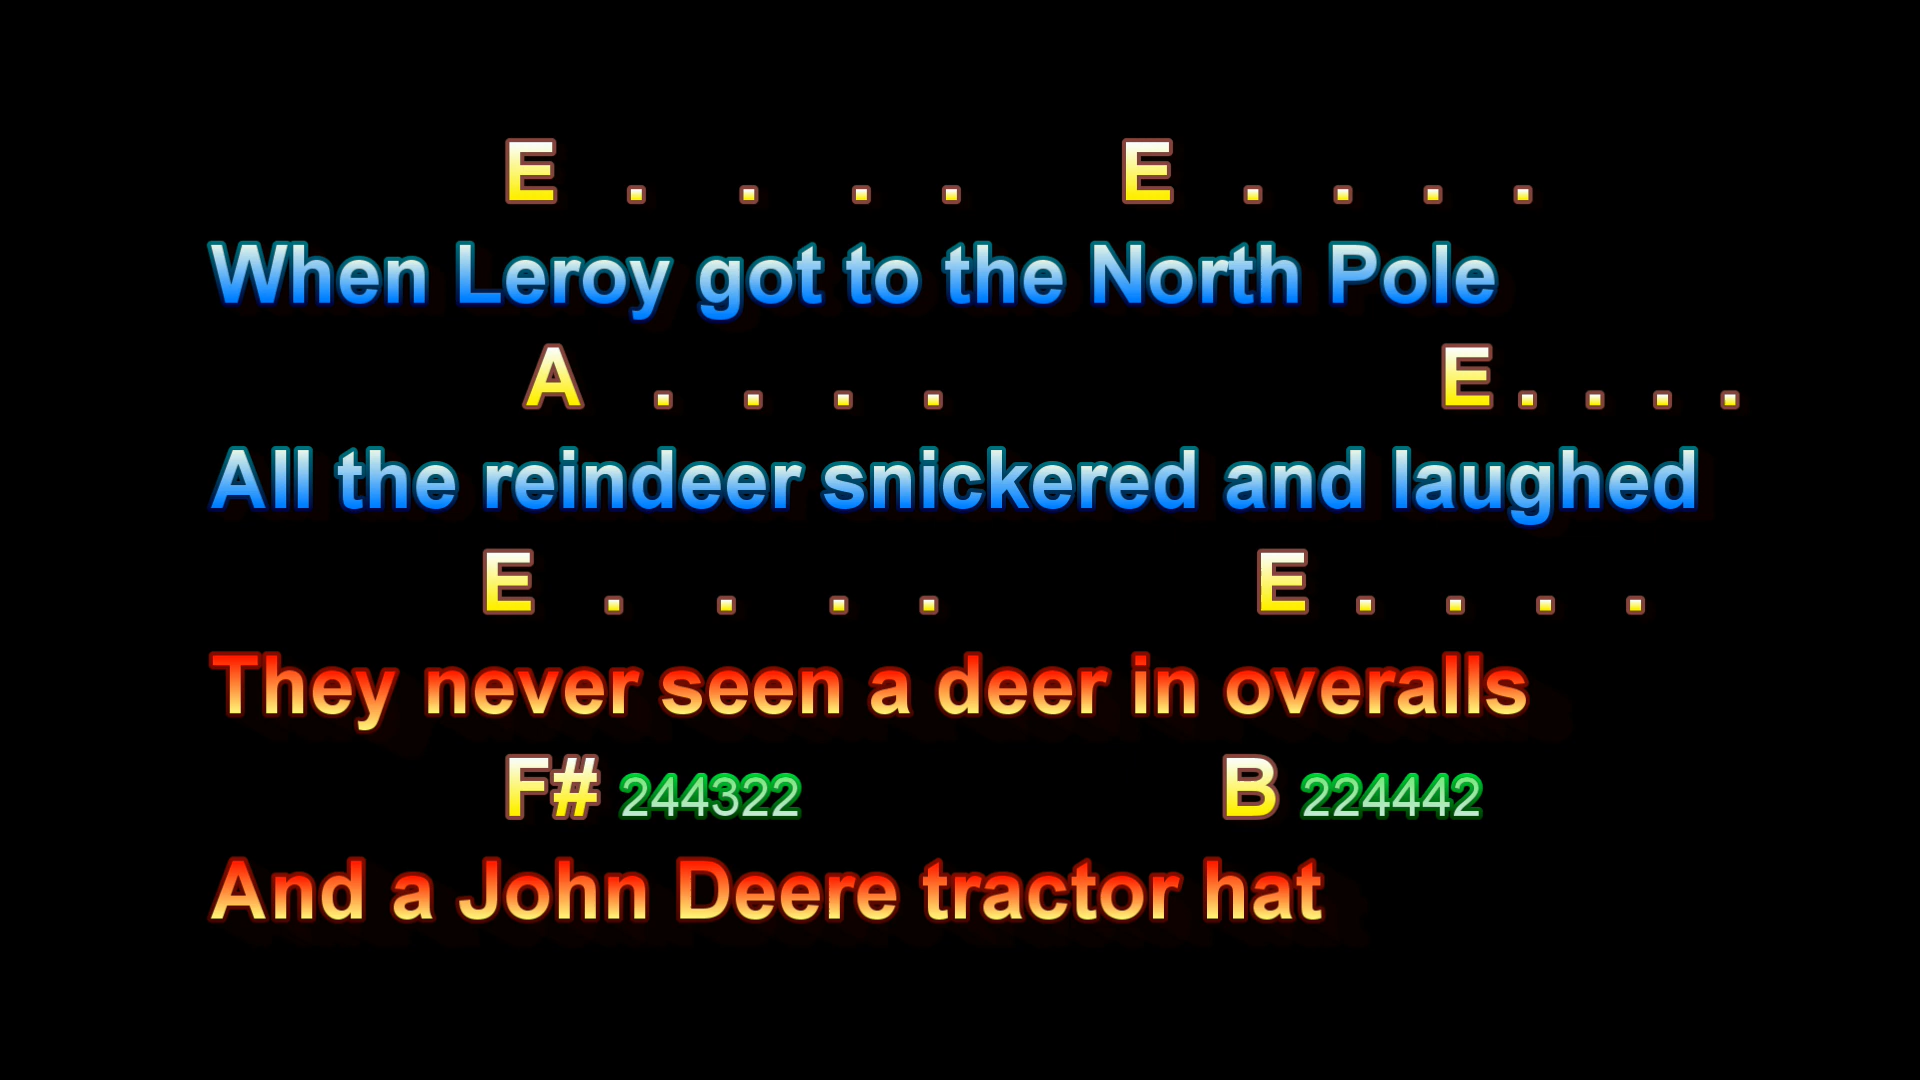 E . . . . E . . . .
When Leroy got to the North Pole
A . . . . E . . . .
All the reindeer snickered and laughed
E . . . . E . . . .
They never seen a deer in overalls
F# 244322 B 224442
And a John Deere tractor hat